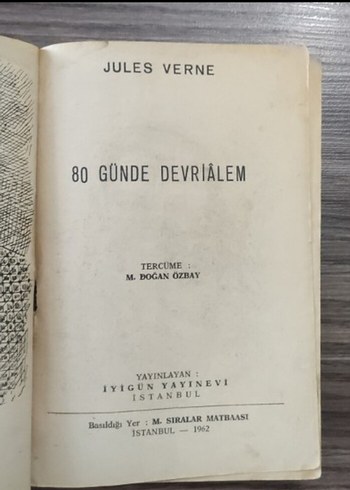 JULES VERNE
80 GÜNDE DEVRİÂLEM
TERCÜME :
M. DOĞAN ÖZBAY
YAYINLAYAN :
İYİGÜN YAYINEVİ
İSTANBUL
Basıldığı Yer : M. SIRALAR MATBAASI
İSTANBUL — 1962